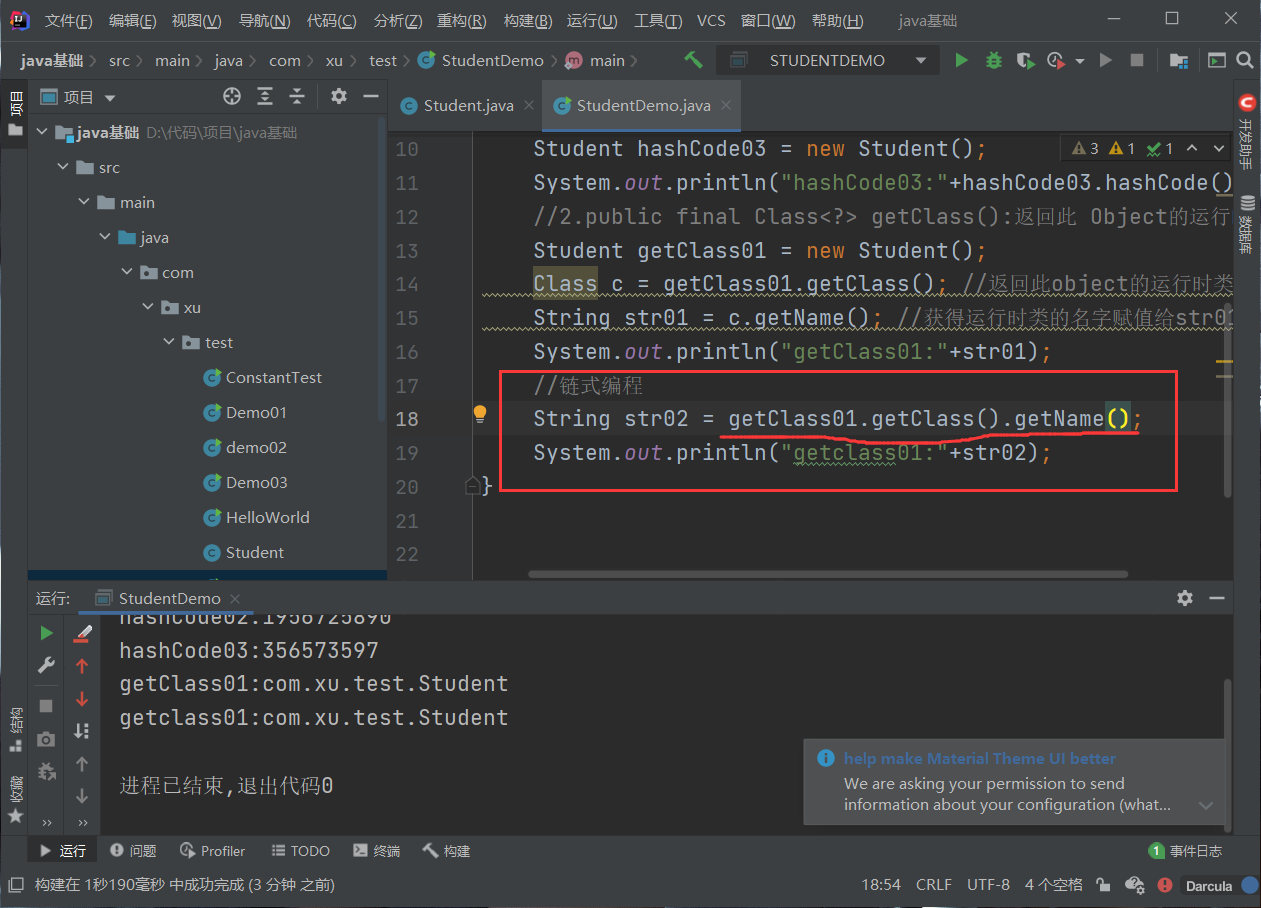 文件(F) 编辑(E) 视图(V) 导航(N) 代码(C) 分析(Z) 重构(R) 构建(B) 运行(U) 工具(T) VCS 窗口(W) 帮助(H) java基础
java基础 src main java com xu test StudentDemo main STUDENTDEMO
项目
项目
Student.java StudentDemo.java
java基础 D:\代码\项目\java基础
src
main
java
com
xu
test
ConstantTest
Demo01
demo02
Demo03
HelloWorld
Student
3 1 1
10 Student hashCode03 = new Student();
11 System.out.println("hashCode03:"+hashCode03.hashCode()
12 //2.public final Class<?> getClass():返回此 Object的运行
13 Student getClass01 = new Student();
14 Class c = getClass01.getClass(); //返回此object的运行时类
15 String str01 = c.getName(); //获得运行时类的名字赋值给str01
16 System.out.println("getClass01:"+str01);
17 //链式编程
18 String str02 = getClass01.getClass().getName();
19 System.out.println("getclass01:"+str02);
20 }
21
22
开发助手
数据库
运行: StudentDemo
hashCode02:1956725890
hashCode03:356573597
getClass01:com.xu.test.Student
getclass01:com.xu.test.Student
进程已结束,退出代码0
结构
收藏
help make Material Theme UI better
We are asking your permission to send
information about your configuration (what...
运行 问题 Profiler TODO 终端 构建 1 事件日志
构建在 1秒190毫秒 中成功完成 (3 分钟 之前) 18:54 CRLF UTF-8 4 个空格 Darcula